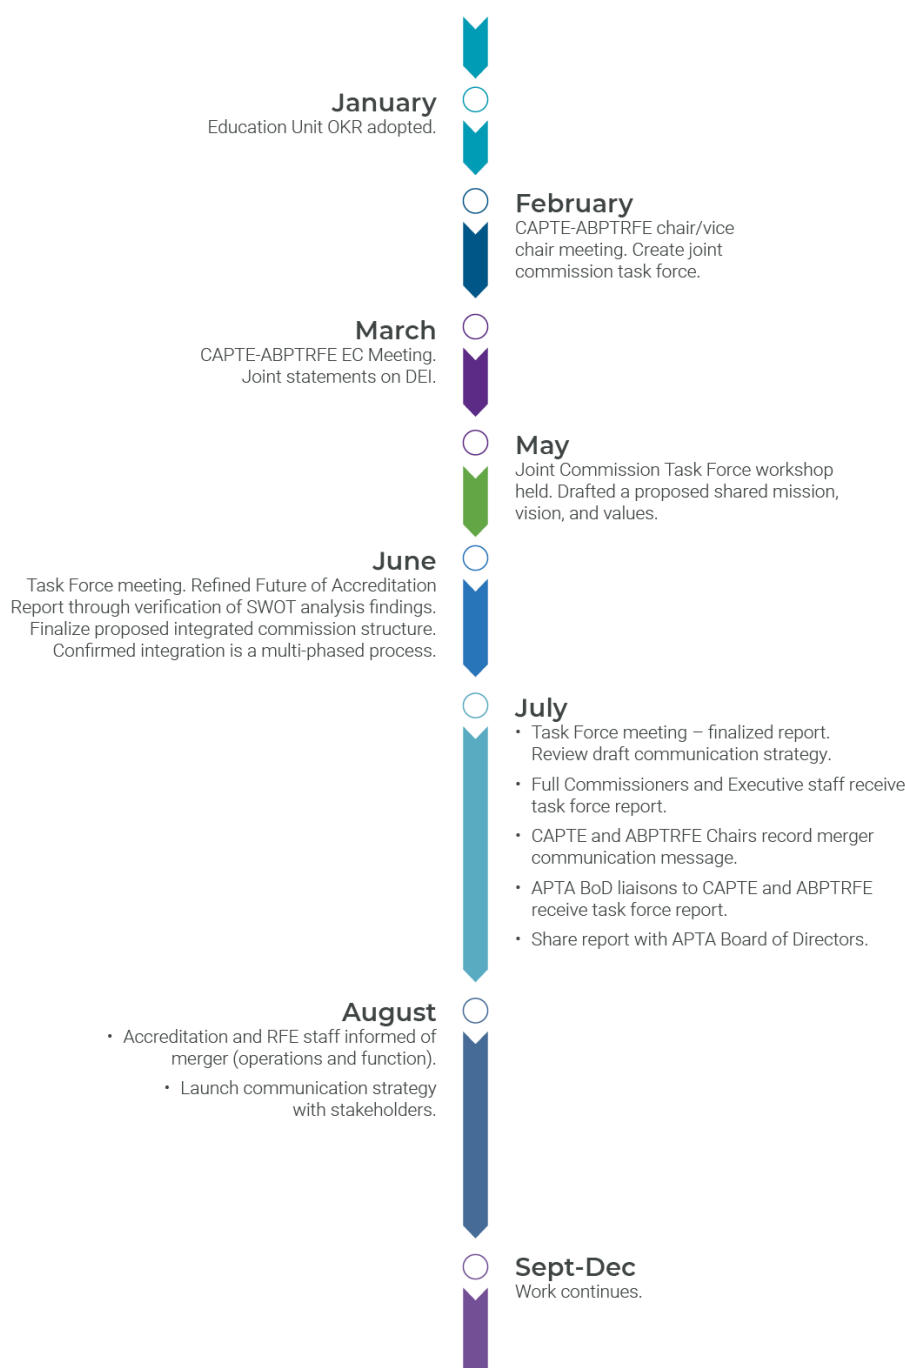 January
Education Unit OKR adopted.
February
CAPTE-ABPTRFE chair/vice
chair meeting. Create joint
commission task force.
March
CAPTE-ABPTRFE EC Meeting.
Joint statements on DEI.
May
Joint Commission Task Force workshop
held. Drafted a proposed shared mission,
vision, and values.
June
Task Force meeting. Refined Future of Accreditation
Report through verification of SWOT analysis findings.
Finalize proposed integrated commission structure.
Confirmed integration is a multi-phased process.
July
• Task Force meeting – finalized report.
Review draft communication strategy.
• Full Commissioners and Executive staff receive
task force report.
• CAPTE and ABPTRFE Chairs record merger
communication message.
• APTA BoD liaisons to CAPTE and ABPTRFE
receive task force report.
• Share report with APTA Board of Directors.
August
• Accreditation and RFE staff informed of
merger (operations and function).
• Launch communication strategy
with stakeholders.
Sept-Dec
Work continues.